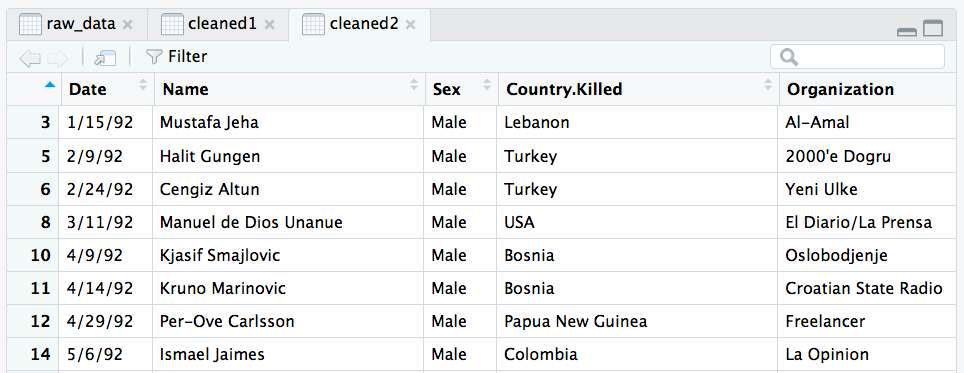 raw_data cleaned1 cleaned2
Filter
Date Name Sex Country.Killed Organization
3 1/15/92 Mustafa Jeha Male Lebanon Al-Amal
5 2/9/92 Halit Gungen Male Turkey 2000'e Dogru
6 2/24/92 Cengiz Altun Male Turkey Yeni Ulke
8 3/11/92 Manuel de Dios Unanue Male USA El Diario/La Prensa
10 4/9/92 Kjasif Smajlovic Male Bosnia Oslobodjenje
11 4/14/92 Kruno Marinovic Male Bosnia Croatian State Radio
12 4/29/92 Per-Ove Carlsson Male Papua New Guinea Freelancer
14 5/6/92 Ismael Jaimes Male Colombia La Opinion